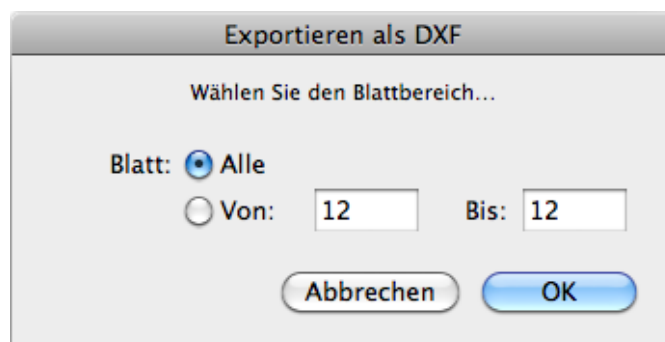 Exportieren als DXF
Wählen Sie den Blattbereich...
Blatt: Alle
Von: 12 Bis: 12
Abbrechen OK